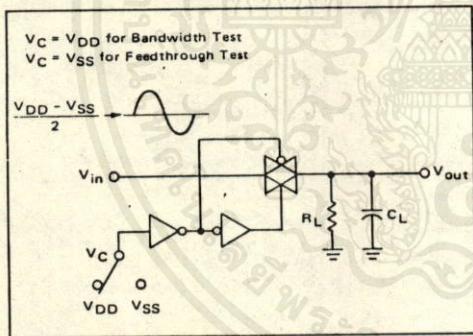 VC = VDD for Bandwidth Test
VC = VSS for Feedthrough Test
VDD - VSS
2
Vin
Vout
RL
CL
VC
VDD
VSS